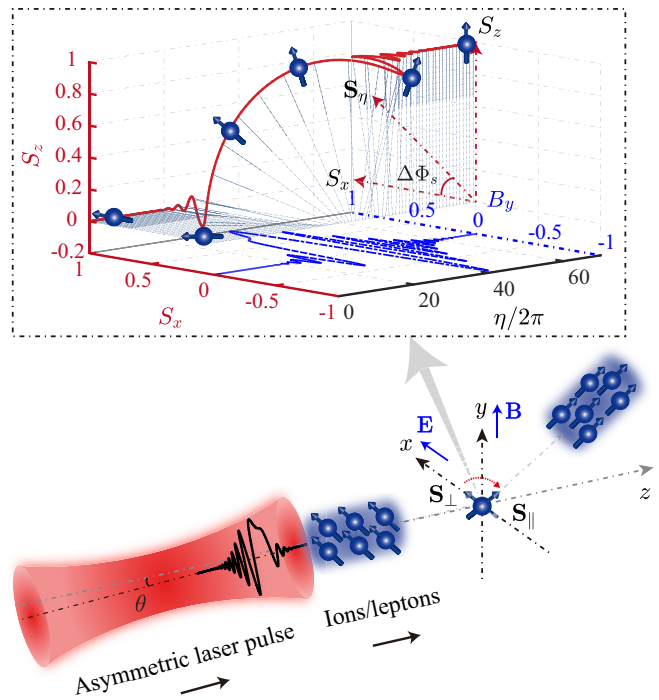 S_z
1
0.8
0.6
0.4
0.2
0
-0.2
S_z
S_η
S_x
ΔΦ_s
B_y
1
0.5
0
-0.5
-1
1
0.5
0
-0.5
-1
S_x
0
20
40
60
η/2π
y
B
E
x
S_⊥
S_∥
z
θ
Ions/leptons
Asymmetric laser pulse